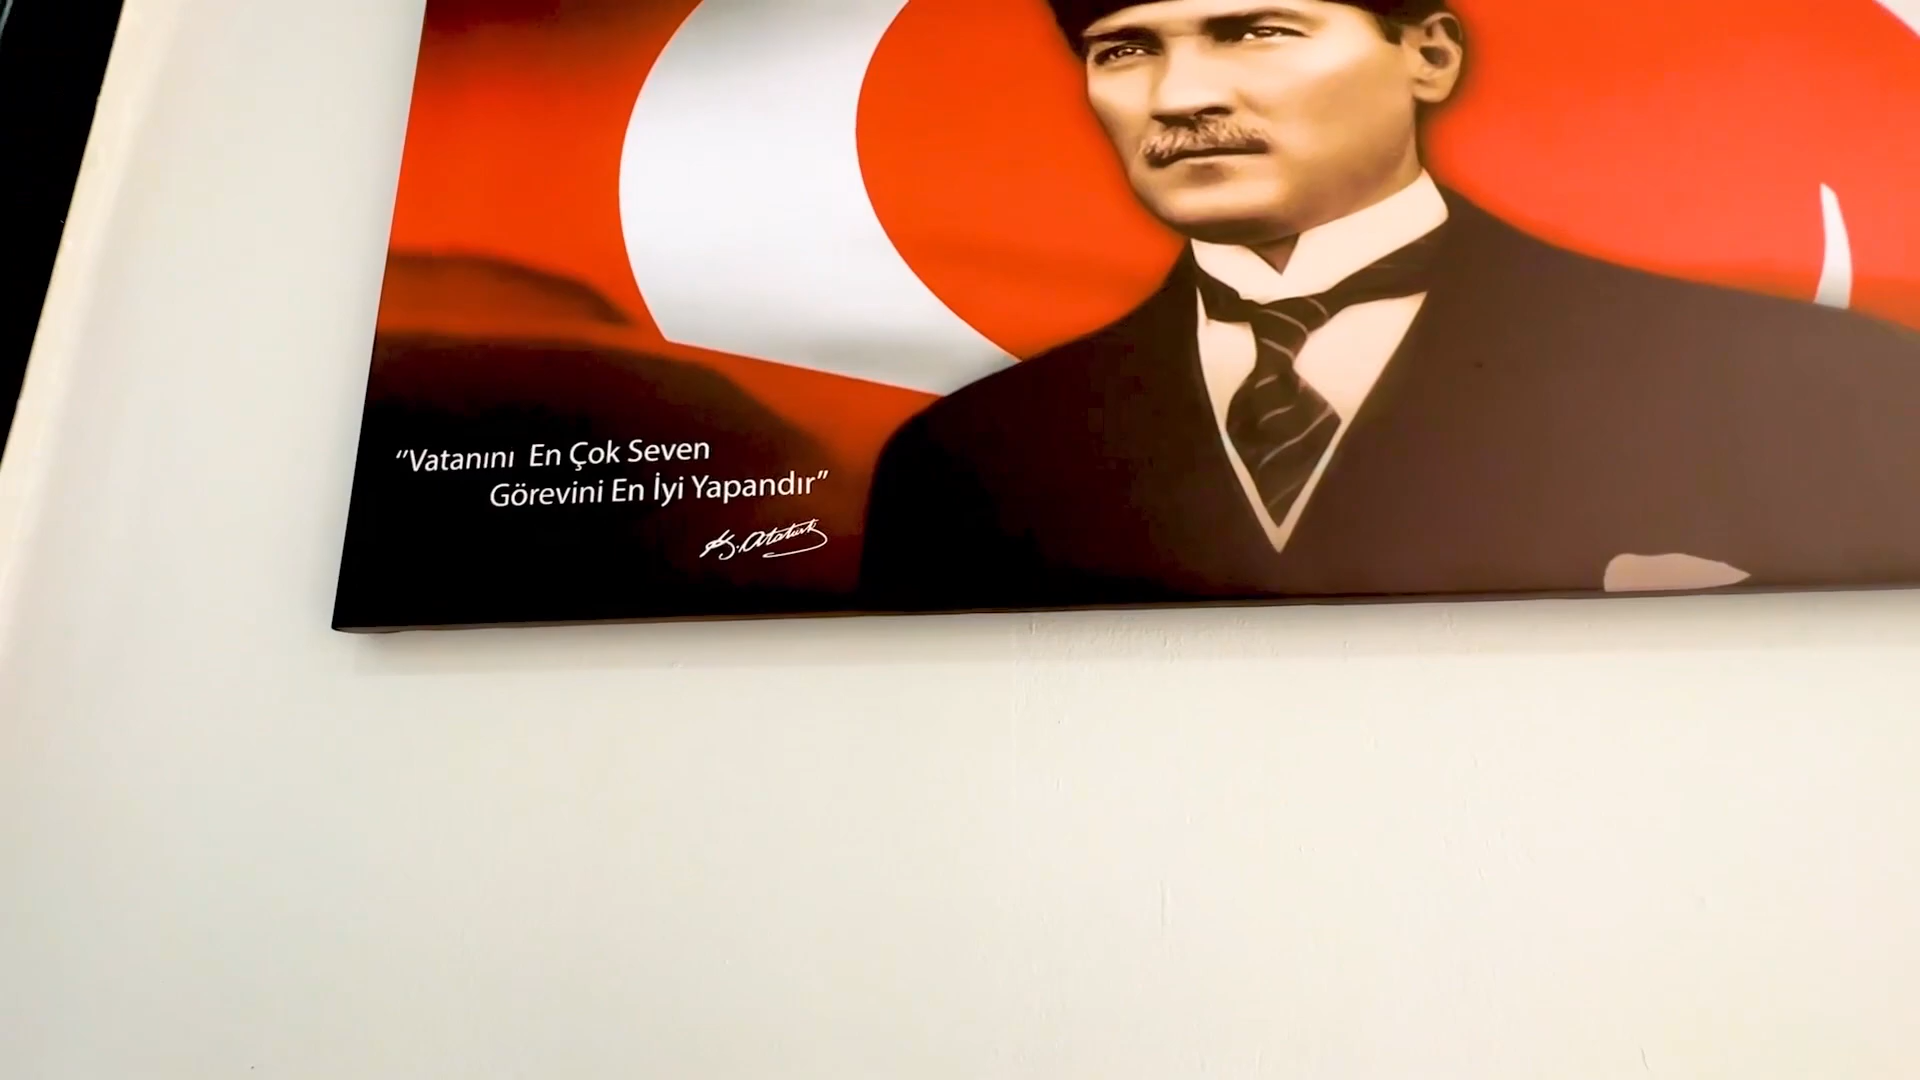 ‘’Vatanını En Çok Seven
Görevini En İyi Yapandır’’
K. Atatürk